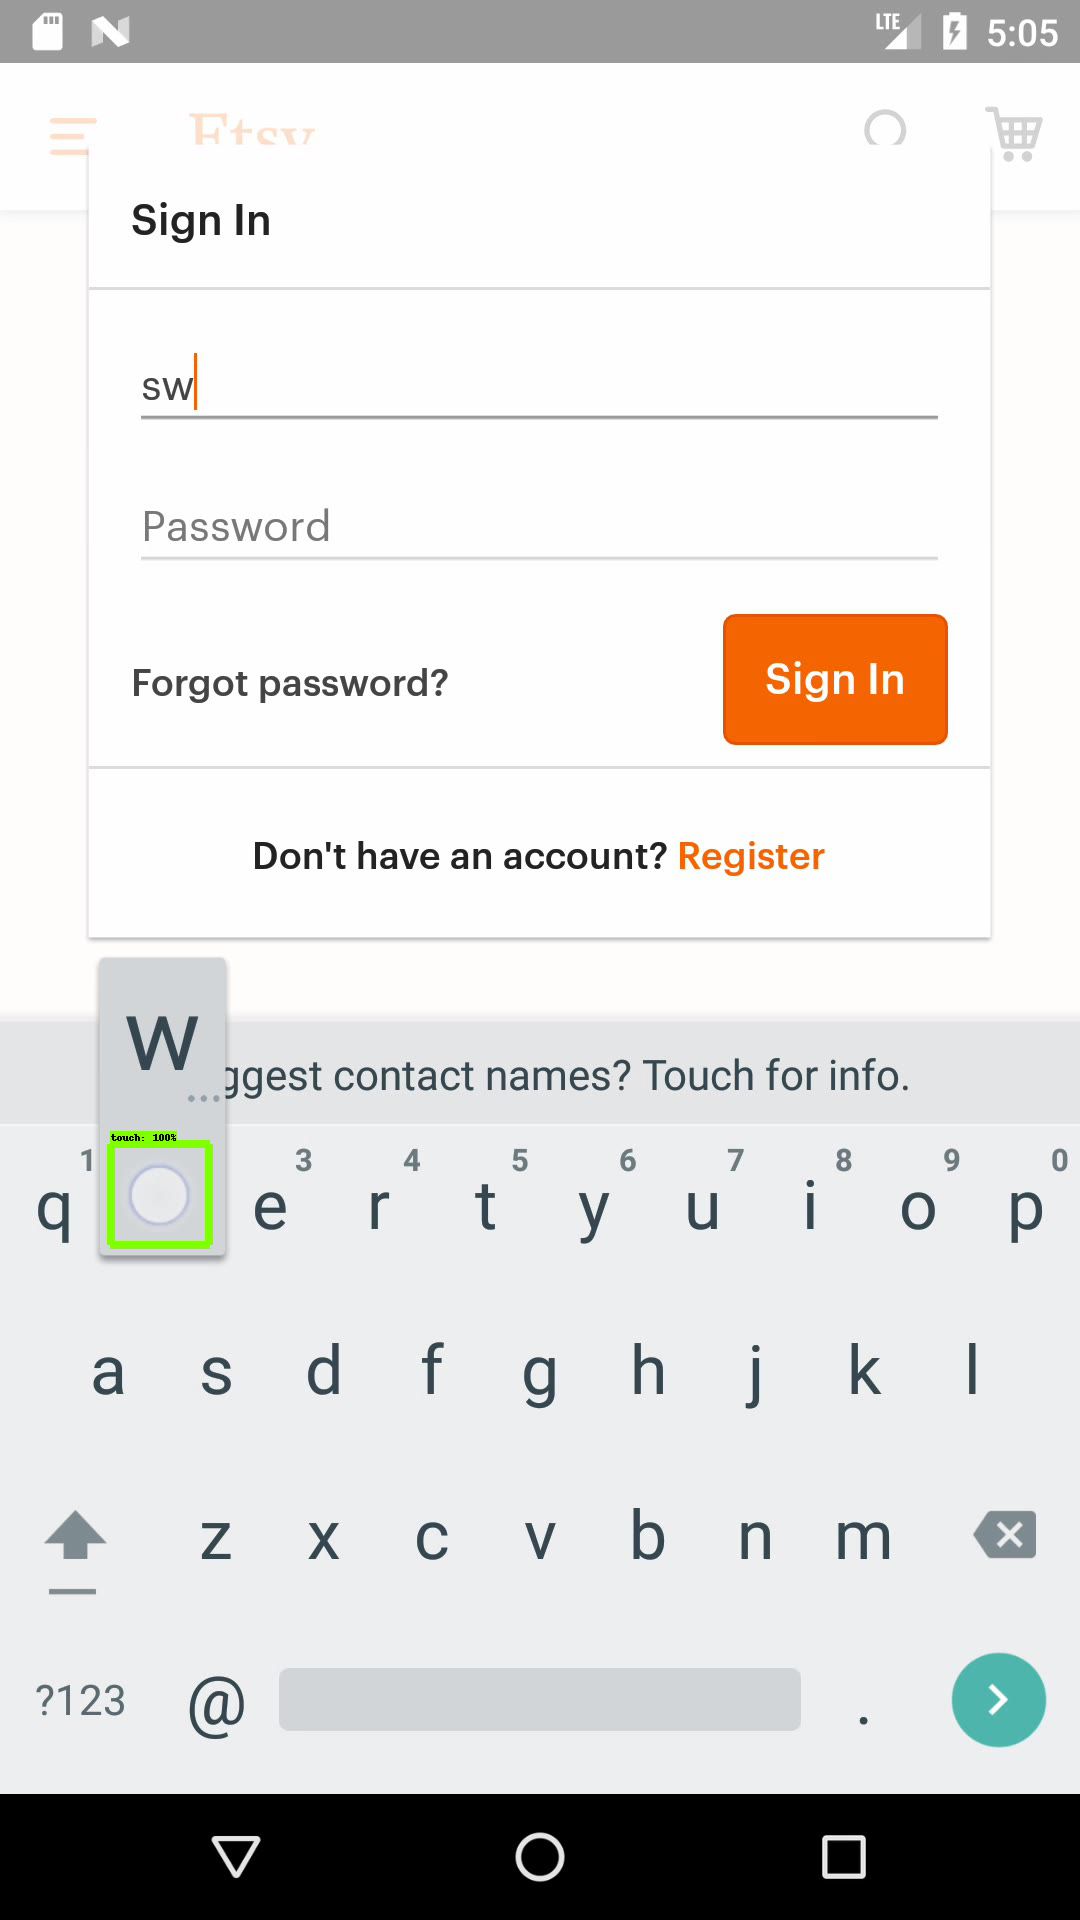 LTE 5:05
Etsy
Sign In
sw
Password
Forgot password? Sign In
Don't have an account? Register
w
ggest contact names? Touch for info.
touch: 100%
1 3 4 5 6 7 8 9 0
q e r t y u i o p
a s d f g h j k l
z x c v b n m
?123 @ .